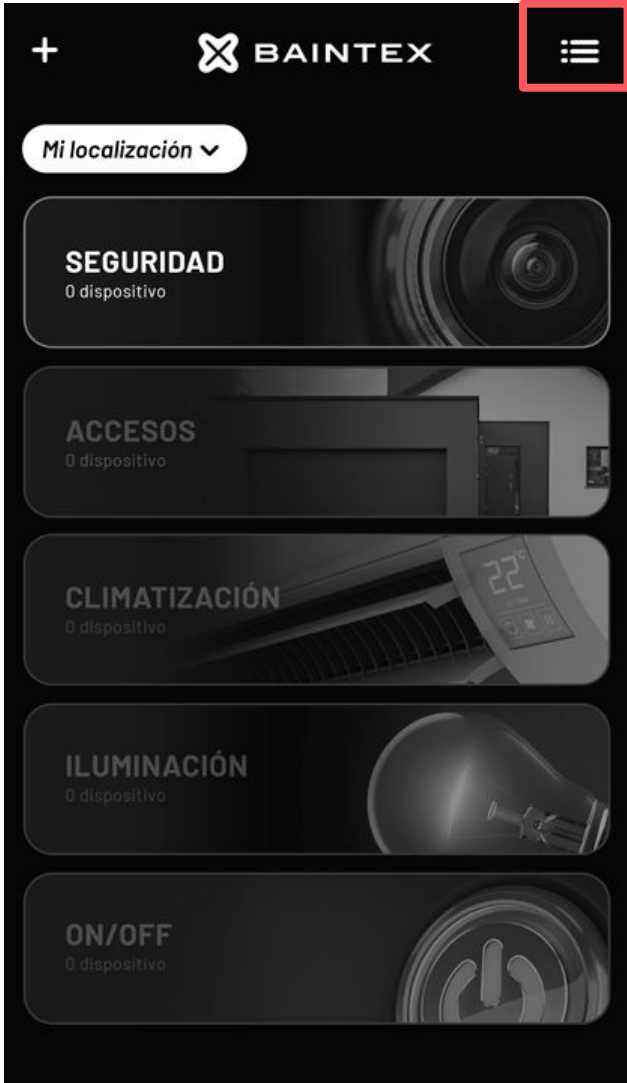 +
BAINTEX
Mi localización
SEGURIDAD
0 dispositivo
ACCESOS
0 dispositivo
CLIMATIZACIÓN
0 dispositivo
22°C
ILUMINACIÓN
0 dispositivo
ON/OFF
0 dispositivo